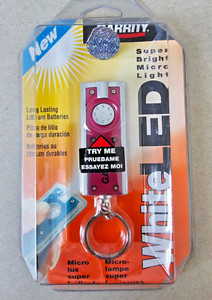 GARRITY
New
Super
Bright
Micro
Light
Long Lasting
Lithium Batteries
Pilas de litio
de larga duración
Batteries au
lithium durables
TRY ME
PRUEBAME
ESSAYEZ MOI
White LED
Micro
luz
super
Micro-
lampe
super